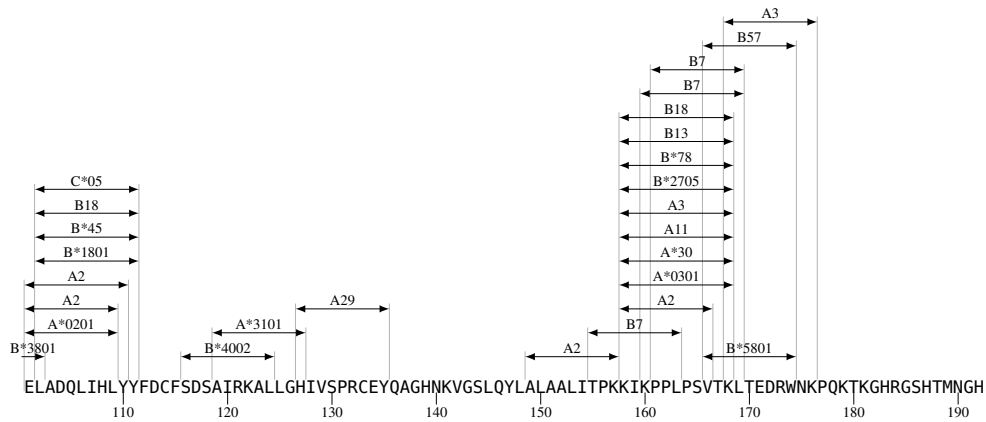 A3
B57
B7
B7
B18
B13
B*78
C*05 B*2705
B18 A3
B*45 A11
B*1801 A*30
A2 A*0301
A2 A29 A2
A*0201 A*3101 B7
B*3801 B*4002 A2 B*5801
ELADQLIHLYYFDCFSDSAIRKALLGHIVSPRCEYQAGHNKVGSLQYLALAALITPKKIKPPLPSVTKLTEDRWNKPQKTKGHRGSHTMNGH
110 120 130 140 150 160 170 180 190